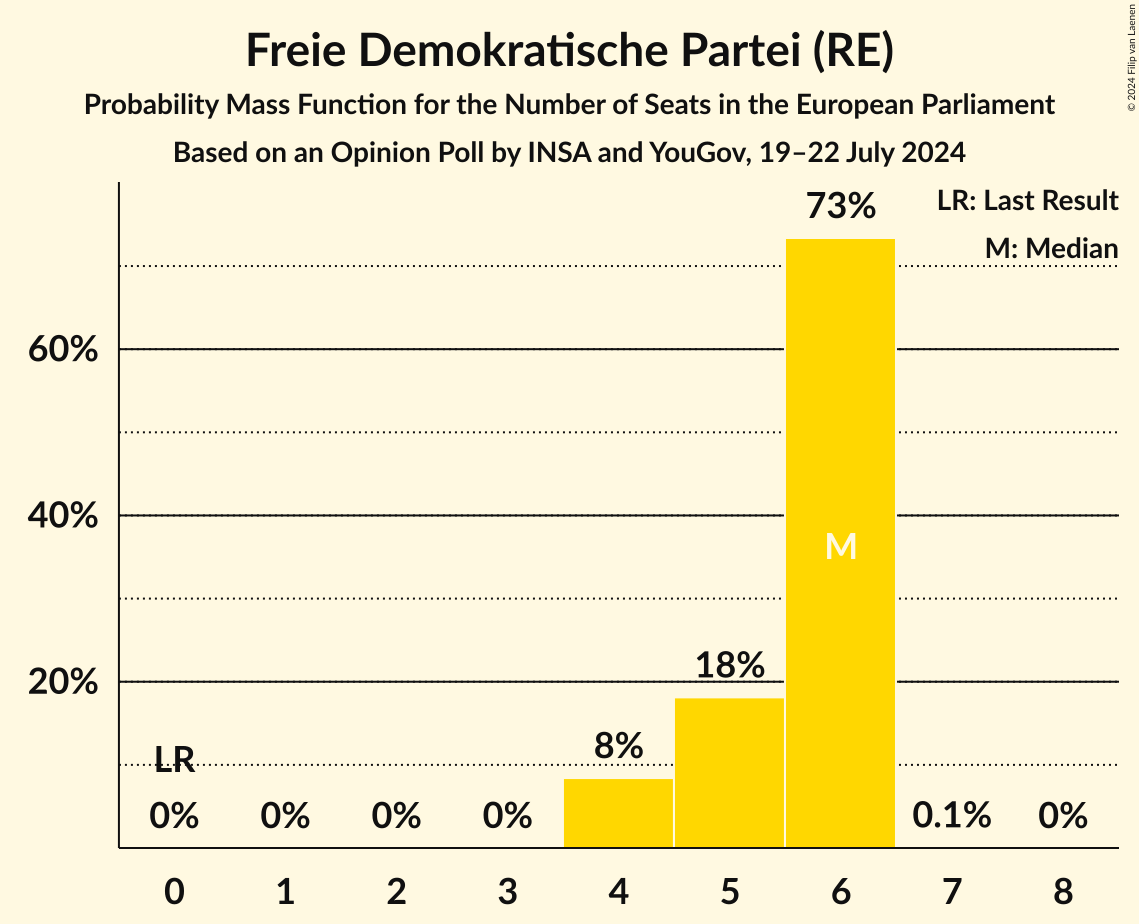 Freie Demokratische Partei (RE)
Probability Mass Function for the Number of Seats in the European Parliament
Based on an Opinion Poll by INSA and YouGov, 19–22 July 2024
© 2024 Filip van Laenen
LR: Last Result
M: Median
60%
40%
20%
LR
0%
0%
0%
0%
8%
18%
73%
M
0.1%
0%
0 1 2 3 4 5 6 7 8